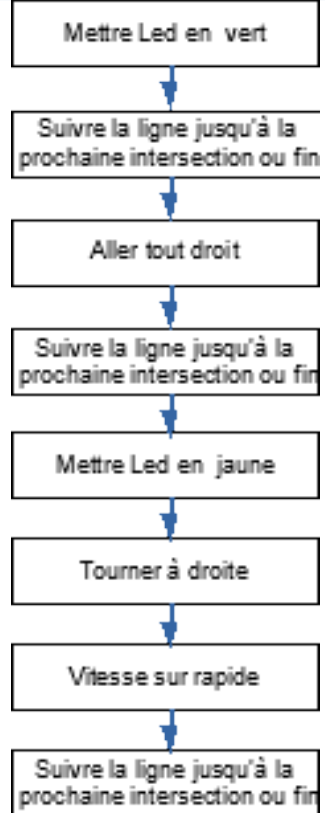 Mettre Led en vert
Suivre la ligne jusqu'à la
prochaine intersection ou fin
Aller tout droit
Suivre la ligne jusqu'à la
prochaine intersection ou fin
Mettre Led en jaune
Tourner à droite
Vitesse sur rapide
Suivre la ligne jusqu'à la
prochaine intersection ou fin